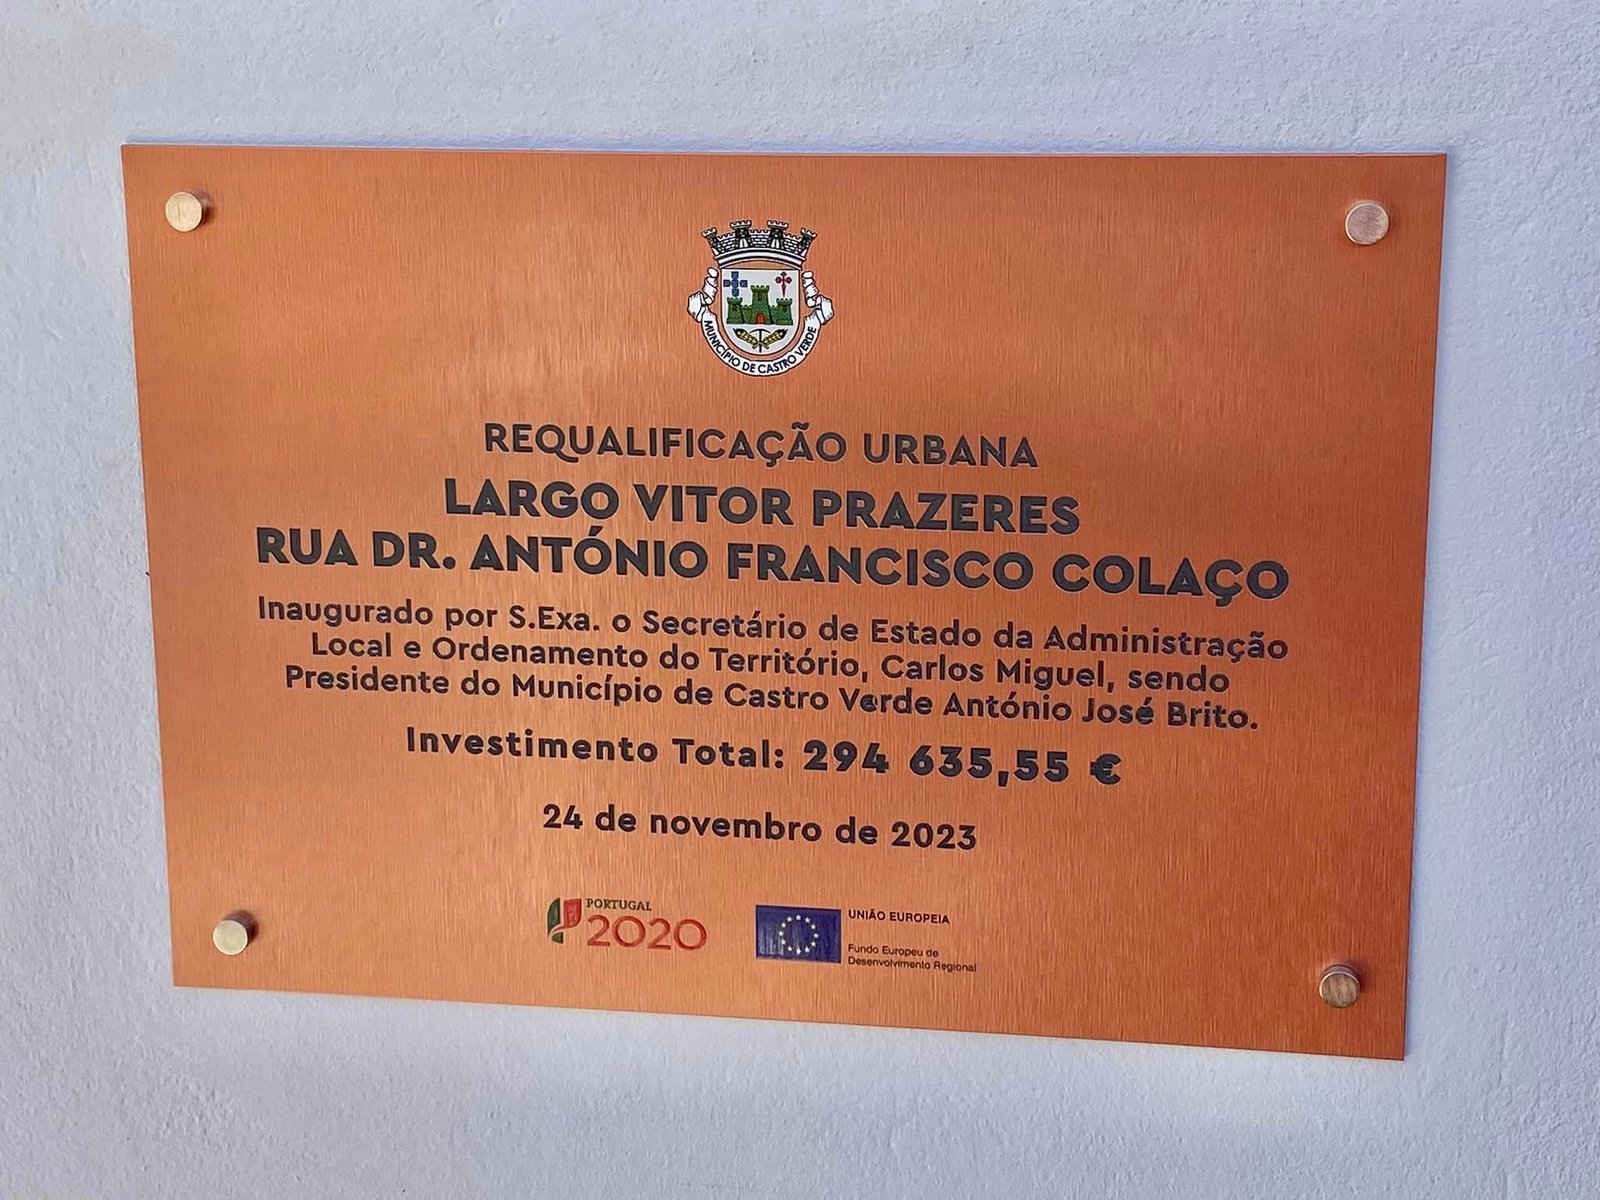 MUNICÍPIO DE CASTRO VERDE
REQUALIFICAÇÃO URBANA
LARGO VITOR PRAZERES
RUA DR. ANTÓNIO FRANCISCO COLAÇO
Inaugurado por S.Exa. o Secretário de Estado da Administração
Local e Ordenamento do Território, Carlos Miguel, sendo
Presidente do Município de Castro Verde António José Brito.
Investimento Total: 294 635,55 €
24 de novembro de 2023
PORTUGAL
2020
UNIÃO EUROPEIA
Fundo Europeu de
Desenvolvimento Regional